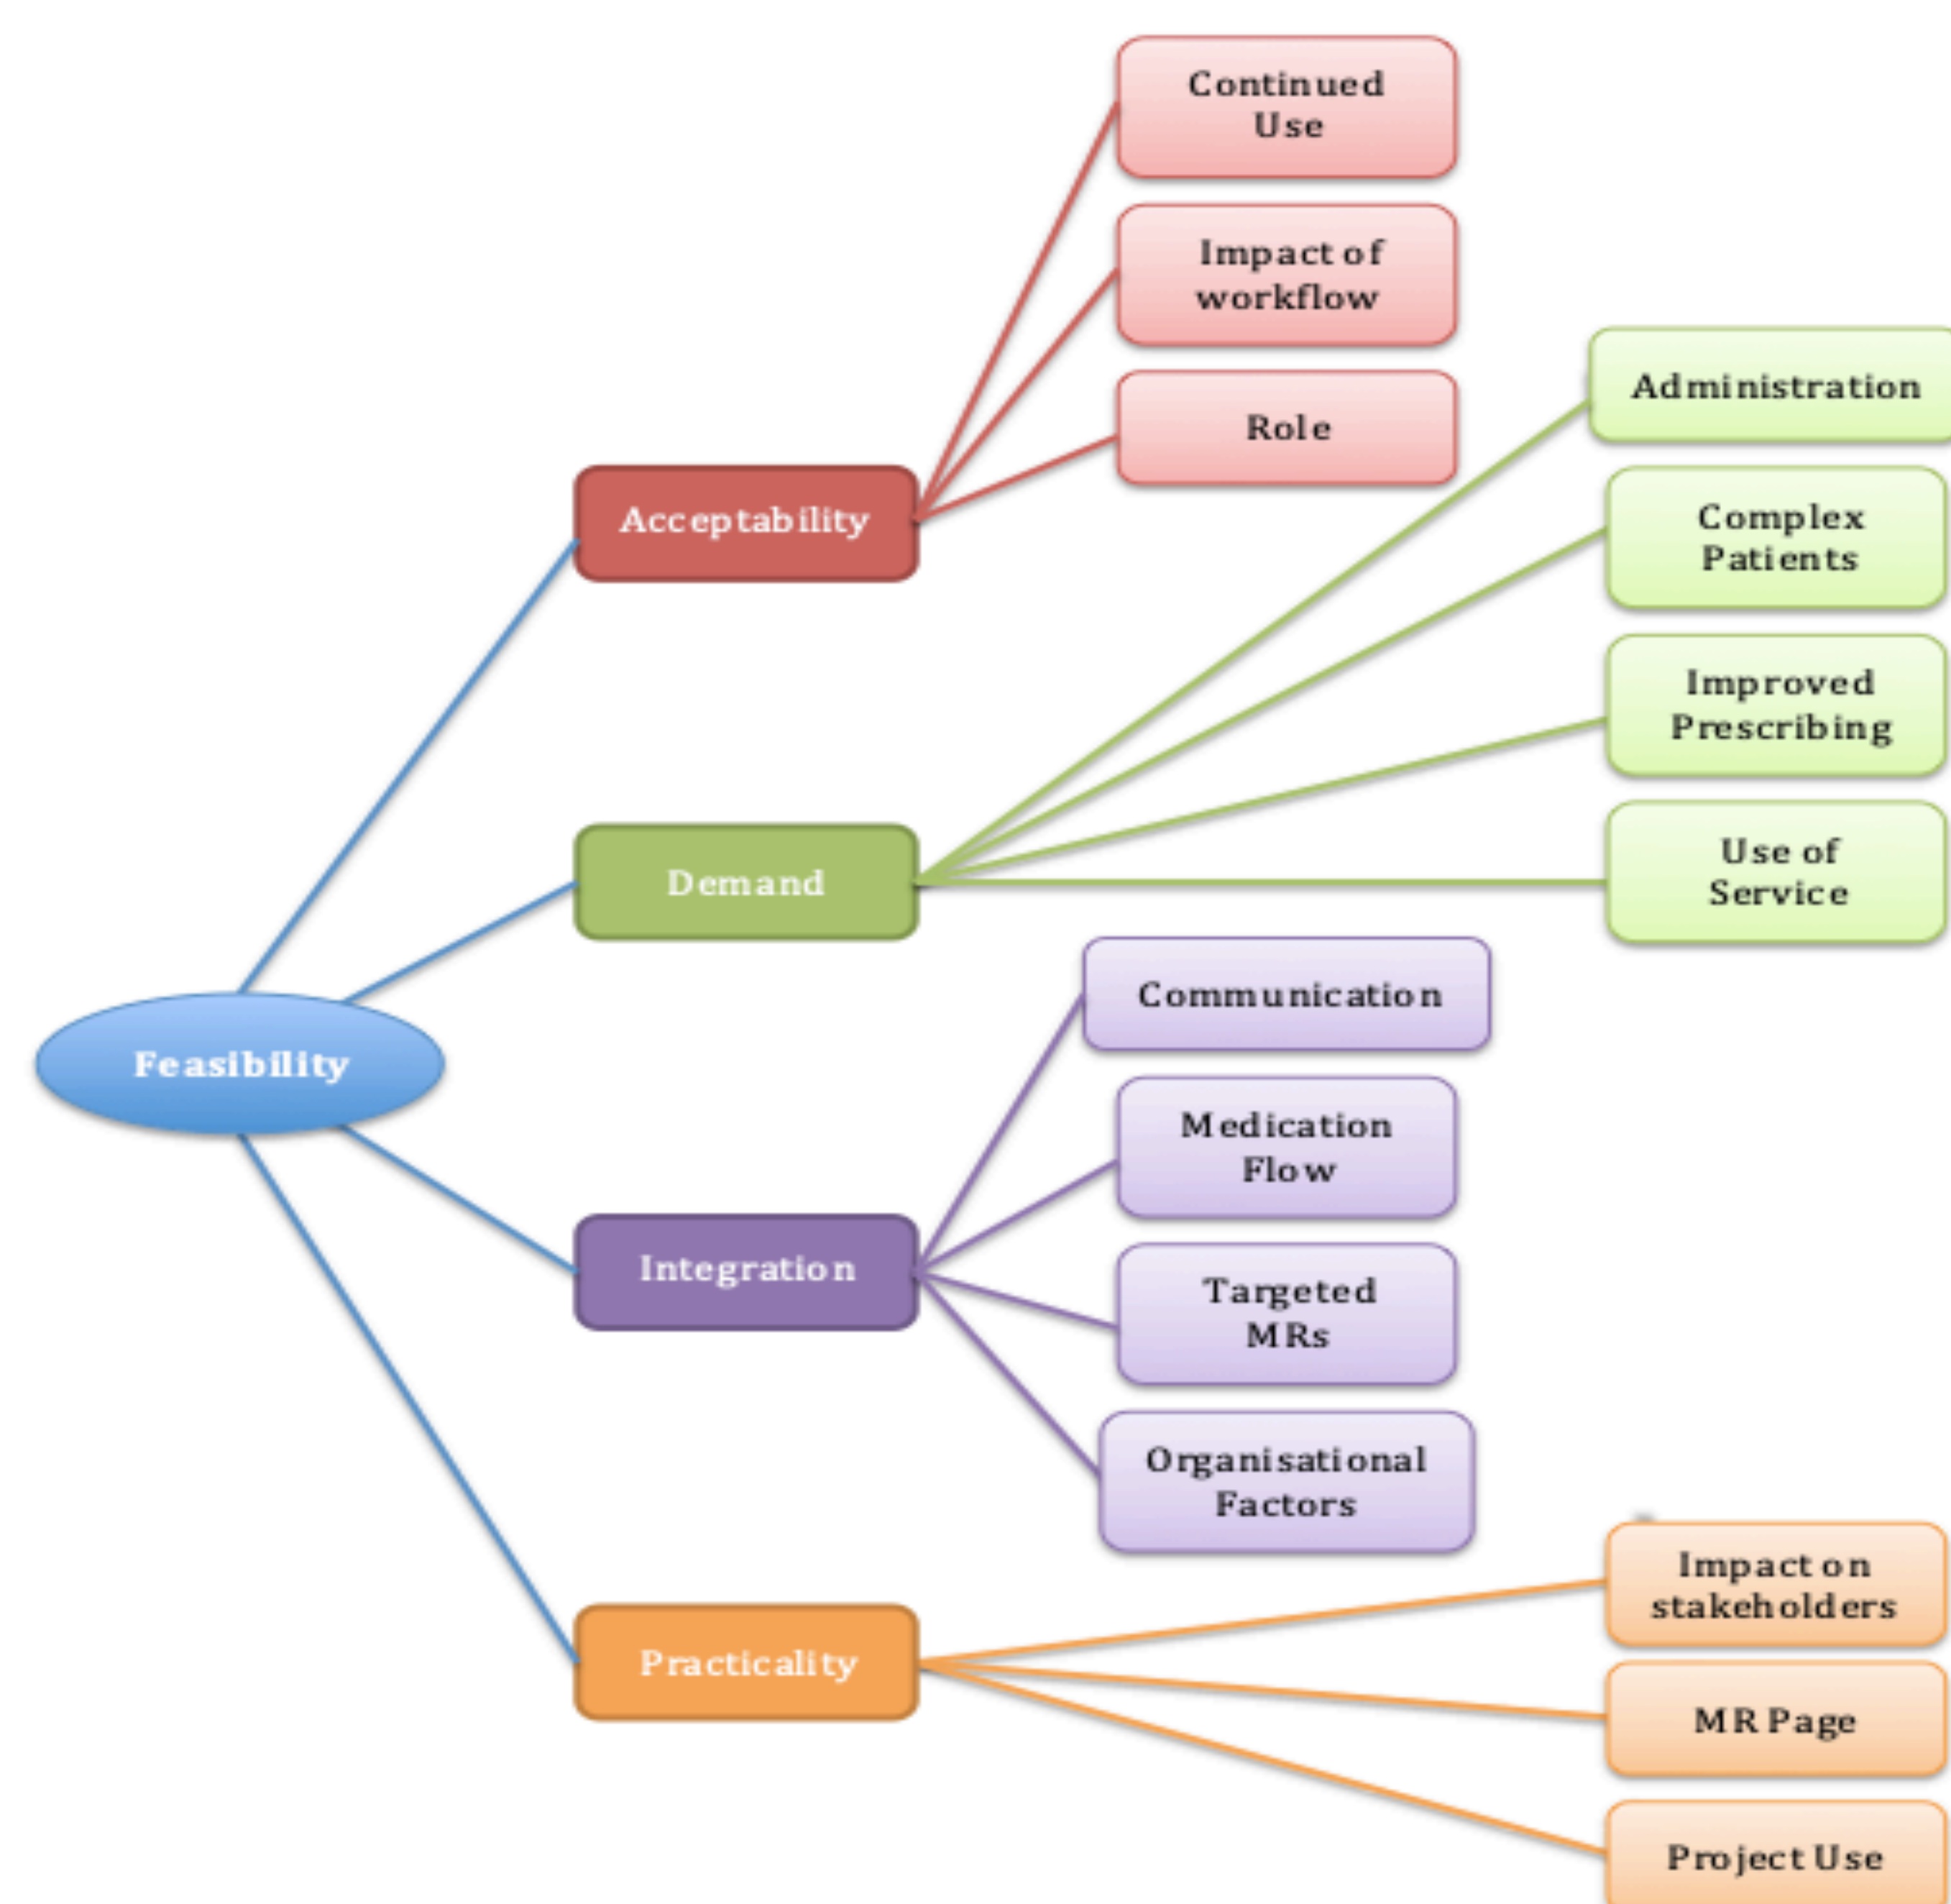 Continued
Use
Impact of
workflow
Role
Acceptability
Administration
Complex
Patients
Improved
Prescribing
Use of
Service
Demand
Feasibility
Communication
Medication
Flow
Targeted
MRs
Organisational
Factors
Integration
Impact on
stakeholders
MR Page
Project Use
Practicality